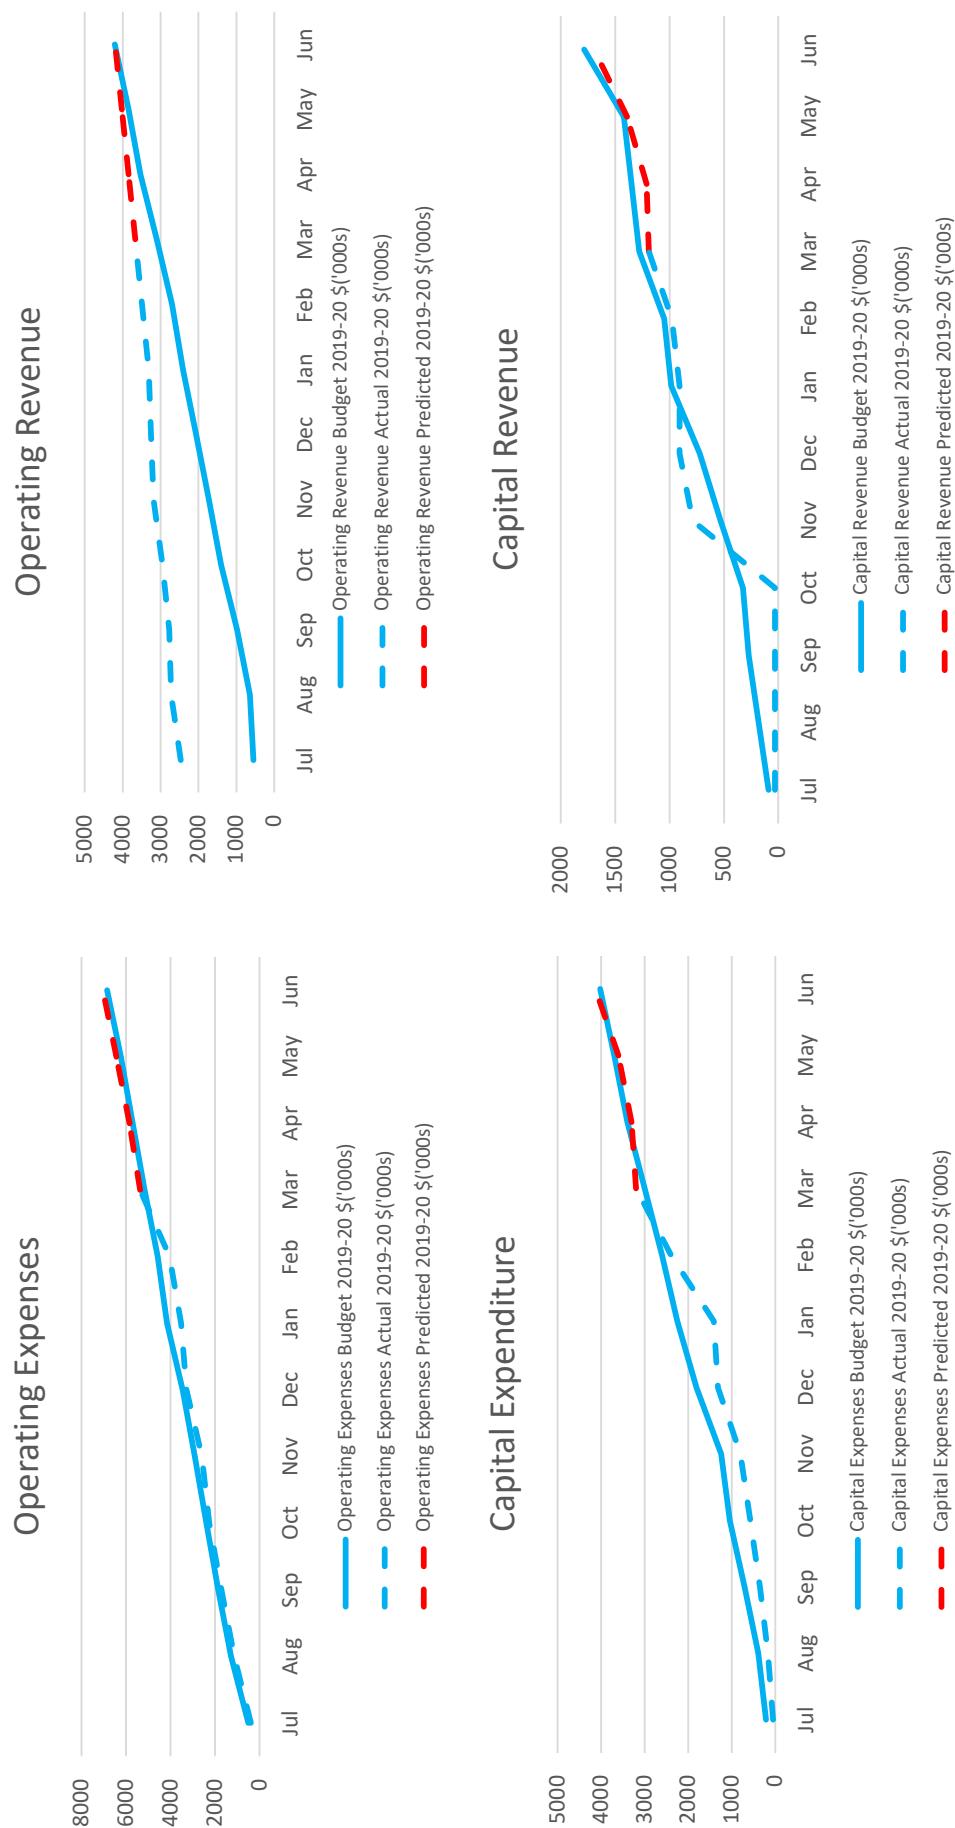 Operating Expenses
8000
6000
4000
2000
0
Jul Aug Sep Oct Nov Dec Jan Feb Mar Apr May Jun
Operating Expenses Budget 2019-20 $('000s)
Operating Expenses Actual 2019-20 $('000s)
Operating Expenses Predicted 2019-20 $('000s)
Operating Revenue
5000
4000
3000
2000
1000
0
Jul Aug Sep Oct Nov Dec Jan Feb Mar Apr May Jun
Operating Revenue Budget 2019-20 $('000s)
Operating Revenue Actual 2019-20 $('000s)
Operating Revenue Predicted 2019-20 $('000s)
Capital Expenditure
5000
4000
3000
2000
1000
0
Jul Aug Sep Oct Nov Dec Jan Feb Mar Apr May Jun
Capital Expenses Budget 2019-20 $('000s)
Capital Expenses Actual 2019-20 $('000s)
Capital Expenses Predicted 2019-20 $('000s)
Capital Revenue
2000
1500
1000
500
0
Jul Aug Sep Oct Nov Dec Jan Feb Mar Apr May Jun
Capital Revenue Budget 2019-20 $('000s)
Capital Revenue Actual 2019-20 $('000s)
Capital Revenue Predicted 2019-20 $('000s)